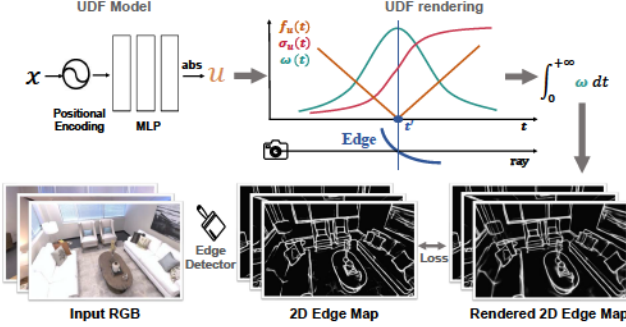 UDF Model
UDF rendering
f_u(t)
σ_u(t)
ω(t)
x
abs
u
Positional
Encoding
MLP
t'
t
∫_0^{+∞} ω dt
Edge
ray
Edge
Detector
Loss
Input RGB
2D Edge Map
Rendered 2D Edge Map